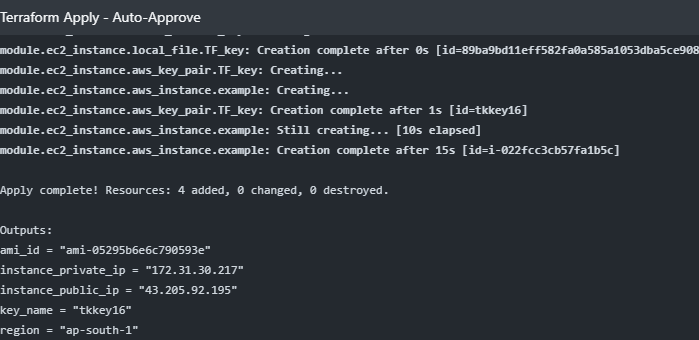 Terraform Apply - Auto-Approve
module.ec2_instance.local_file.TF_key: Creation complete after 0s [id=89ba9bd11eff582fa0a585a1053dba5ce908
module.ec2_instance.aws_key_pair.TF_key: Creating...
module.ec2_instance.aws_instance.example: Creating...
module.ec2_instance.aws_key_pair.TF_key: Creation complete after 1s [id=tkkey16]
module.ec2_instance.aws_instance.example: Still creating... [10s elapsed]
module.ec2_instance.aws_instance.example: Creation complete after 15s [id=i-022fcc3cb57fa1b5c]
Apply complete! Resources: 4 added, 0 changed, 0 destroyed.
Outputs:
ami_id = "ami-05295b6e6c790593e"
instance_private_ip = "172.31.30.217"
instance_public_ip = "43.205.92.195"
key_name = "tkkey16"
region = "ap-south-1"